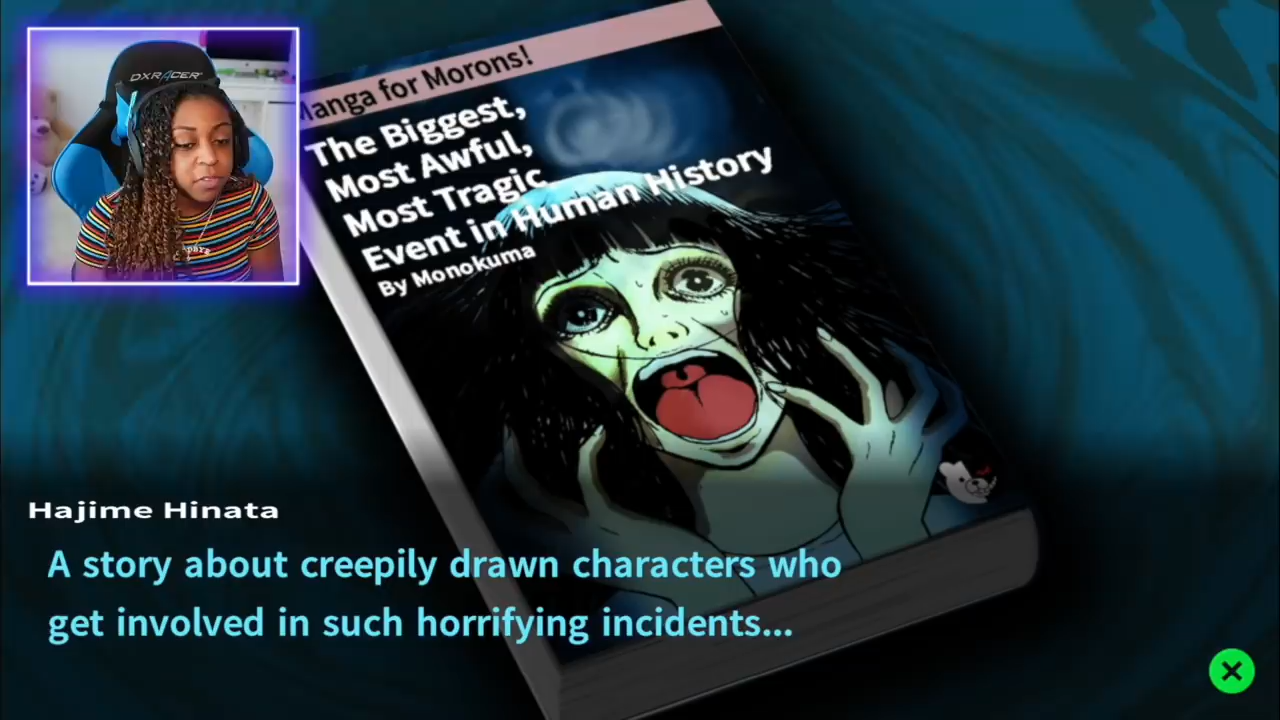 DXRACER
Manga for Morons!
The Biggest,
Most Awful,
Most Tragic
Event in Human History
By Monokuma
Hajime Hinata
A story about creepily drawn characters who
get involved in such horrifying incidents...